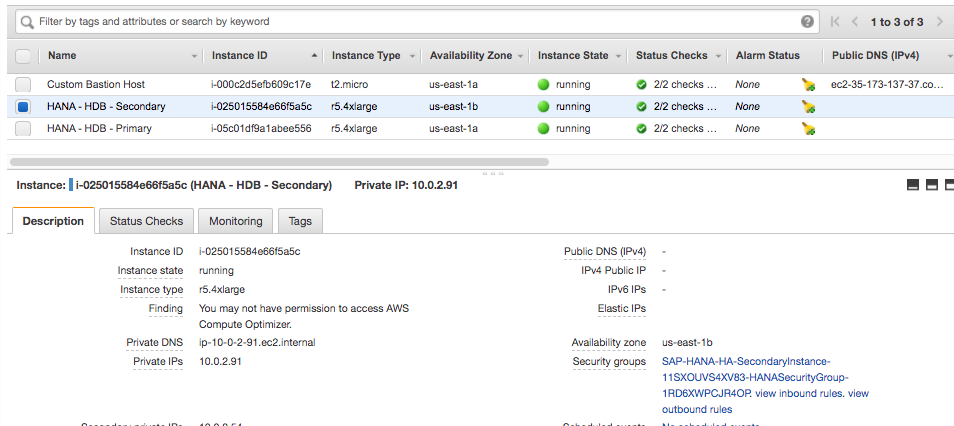 Filter by tags and attributes or search by keyword 1 to 3 of 3
Name Instance ID Instance Type Availability Zone Instance State Status Checks Alarm Status Public DNS (IPv4)
Custom Bastion Host i-000c2d5efb609c17e t2.micro us-east-1a running 2/2 checks ... None ec2-35-173-137-37.co...
HANA - HDB - Secondary i-025015584e66f5a5c r5.4xlarge us-east-1b running 2/2 checks ... None
HANA - HDB - Primary i-05c01df9a1abee556 r5.4xlarge us-east-1a running 2/2 checks ... None
Instance: i-025015584e66f5a5c (HANA - HDB - Secondary) Private IP: 10.0.2.91
Description Status Checks Monitoring Tags
Instance ID i-025015584e66f5a5c Public DNS (IPv4) -
Instance state running IPv4 Public IP -
Instance type r5.4xlarge IPv6 IPs -
Finding You may not have permission to access AWS Elastic IPs
Compute Optimizer.
Private DNS ip-10-0-2-91.ec2.internal Availability zone us-east-1b
Private IPs 10.0.2.91 Security groups SAP-HANA-HA-SecondaryInstance-
11SXOUVS4XV83-HANASecurityGroup-
1RD6XWPCJR4OP. view inbound rules. view
outbound rules
Secondary private IPs Scheduled events No scheduled events